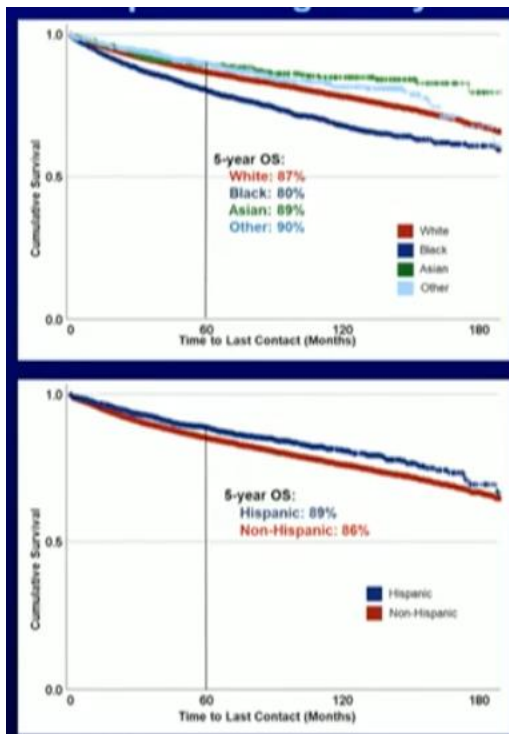 1.0
0.5
0.0
Cumulative Survival
5-year OS:
White: 87%
Black: 80%
Asian: 89%
Other: 90%
White
Black
Asian
Other
0
60
120
180
Time to Last Contact (Months)
1.0
0.5
0.0
Cumulative Survival
5-year OS:
Hispanic: 89%
Non-Hispanic: 86%
Hispanic
Non-Hispanic
0
60
120
180
Time to Last Contact (Months)